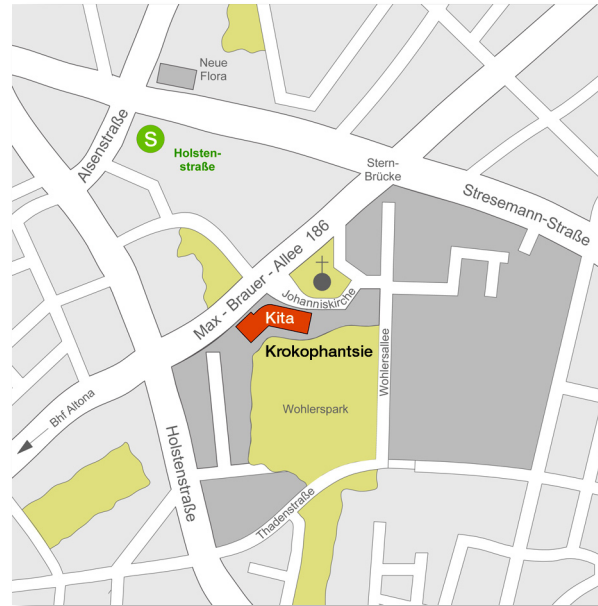 Neue
Flora
Alsenstraße
S
Holsten-
straße
Stern-
Brücke
Stresemann-Straße
Max - Brauer - Allee 186
Johanniskirche
Kita
Krokophantsie
Wohlersallee
Wohlerspark
Bhf Altona
Holstenstraße
Thadenstraße